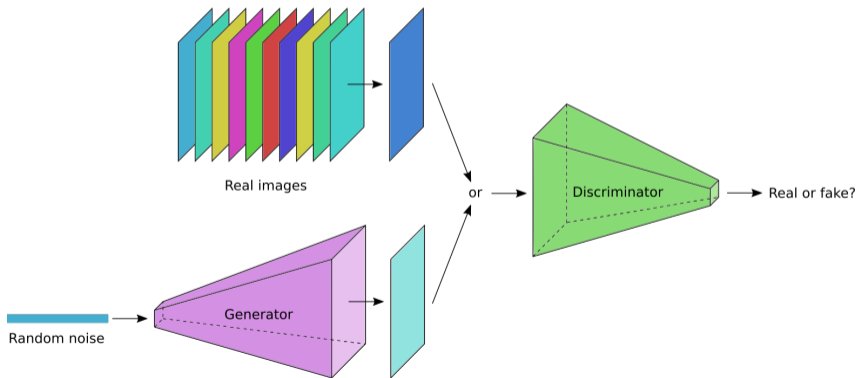 Real images
or
Discriminator
Real or fake?
Generator
Random noise